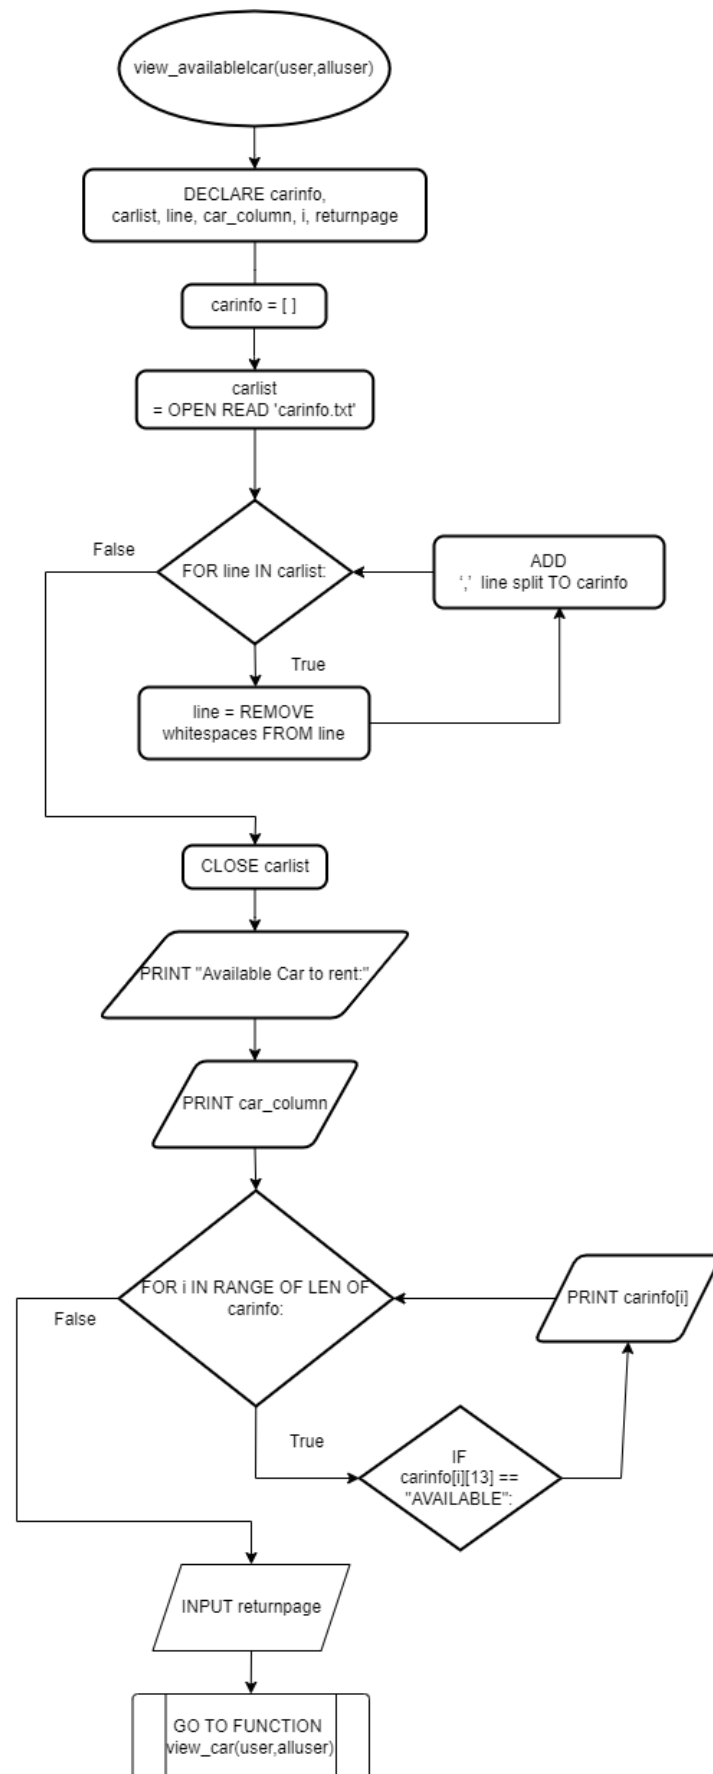 view_availablelcar(user,alluser)
DECLARE carinfo,
carlist, line, car_column, i, returnpage
carinfo = [ ]
carlist
= OPEN READ 'carinfo.txt'
False
FOR line IN carlist:
ADD
‘,’ line split TO carinfo
True
line = REMOVE
whitespaces FROM line
CLOSE carlist
PRINT "Available Car to rent:"
PRINT car_column
FOR i IN RANGE OF LEN OF
carinfo:
PRINT carinfo[i]
False
True
IF
carinfo[i][13] ==
"AVAILABLE":
INPUT returnpage
GO TO FUNCTION
view_car(user,alluser)